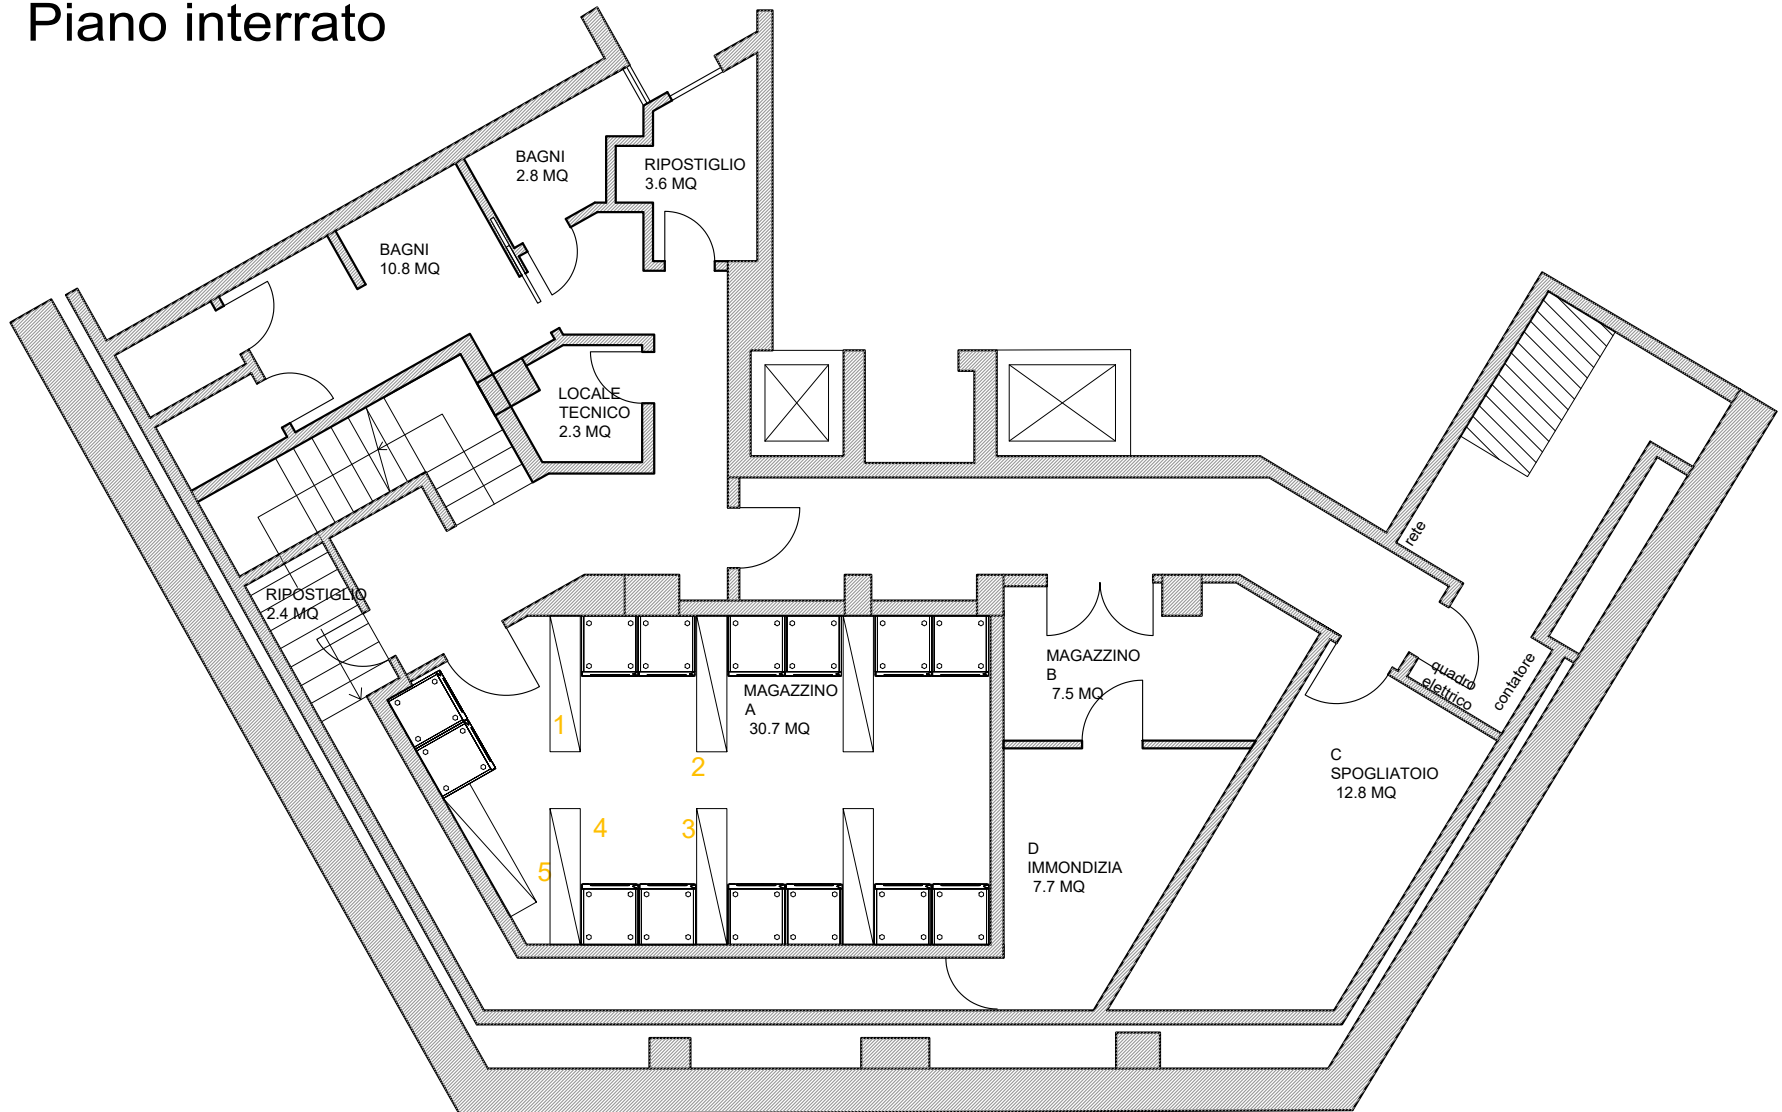 Piano interrato
BAGNI
2.8 MQ
RIPOSTIGLIO
3.6 MQ
BAGNI
10.8 MQ
LOCALE
TECNICO
2.3 MQ
rete
RIPOSTIGLIO
2.4 MQ
MAGAZZINO
B
7.5 MQ
quadro
elettrico
contatore
MAGAZZINO
A
30.7 MQ
1
2
C
SPOGLIATOIO
12.8 MQ
4
3
5
D
IMMONDIZIA
7.7 MQ